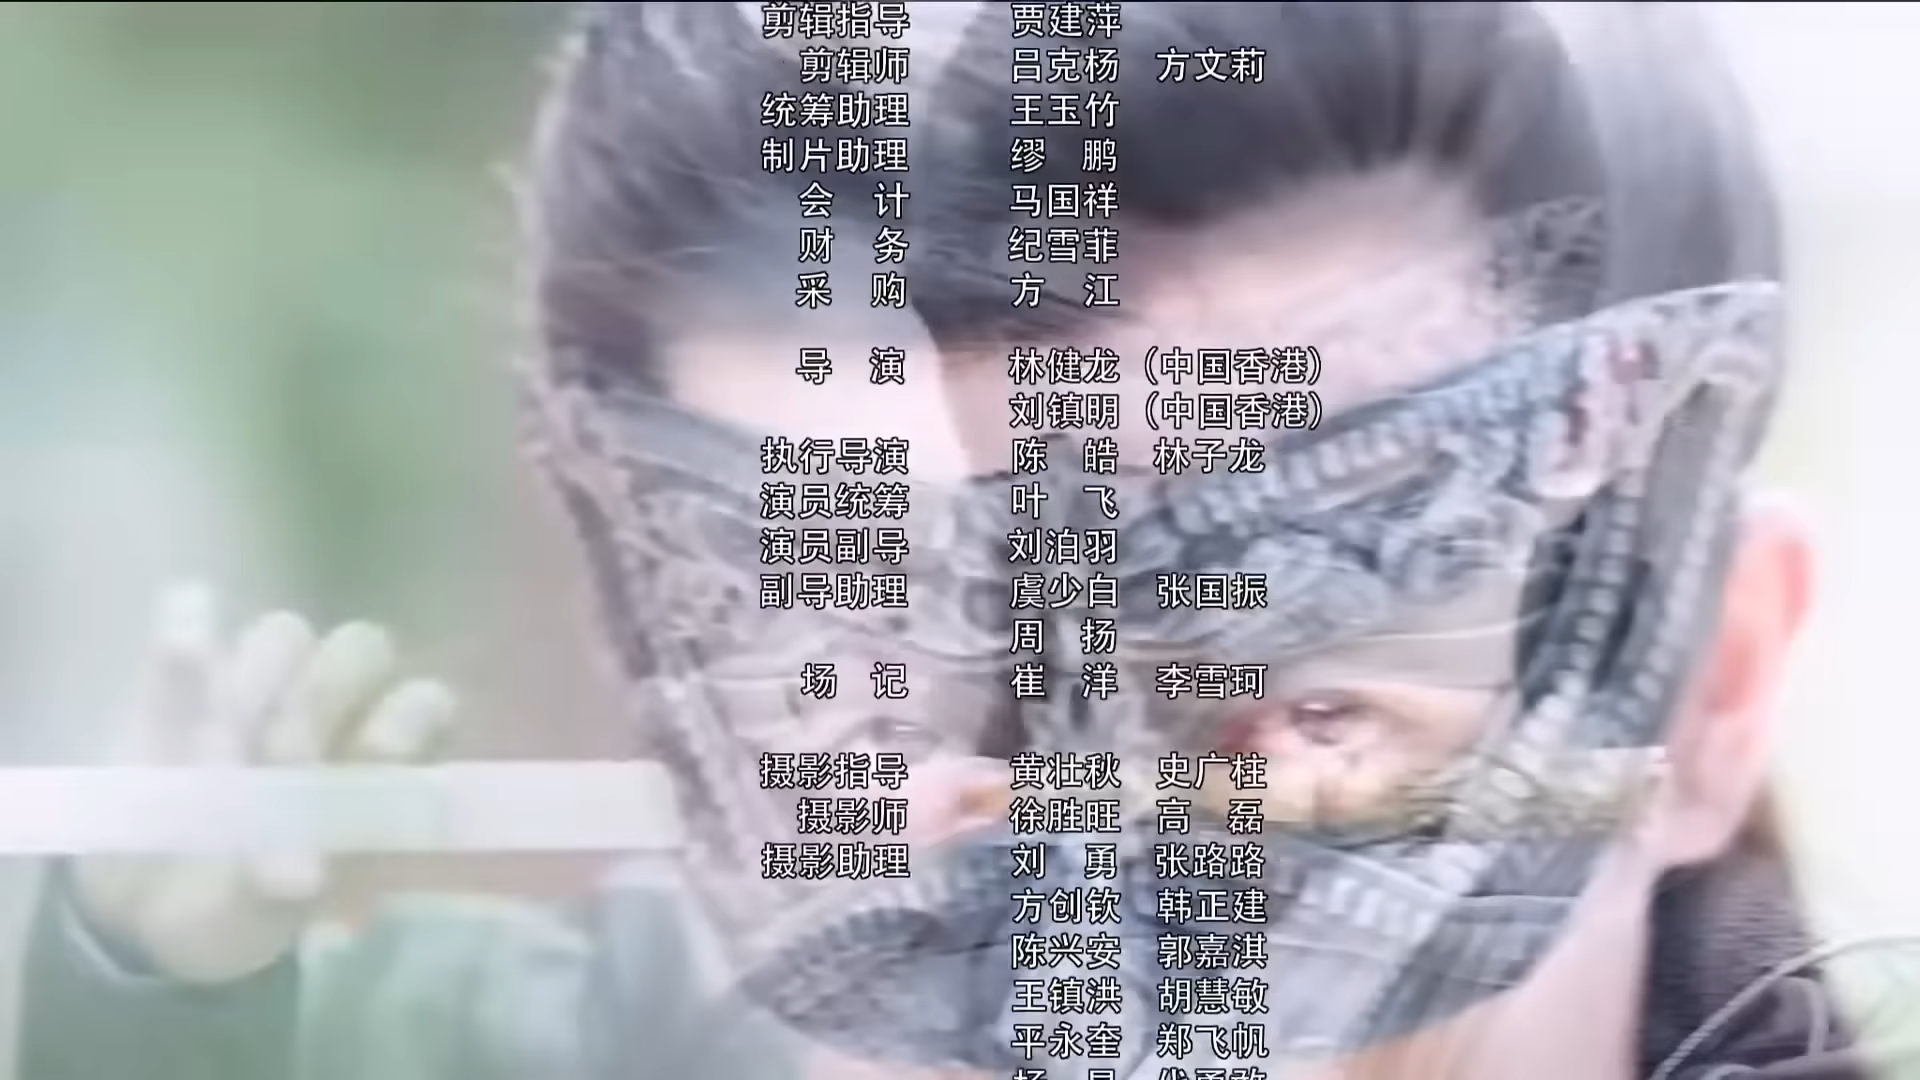 剪辑指导 贾建萍
剪辑师 吕克杨 方文莉
统筹助理 王玉竹
制片助理 缪 鹏
会 计 马国祥
财 务 纪雪菲
采 购 方 江
导 演 林健龙（中国香港）
刘镇明（中国香港）
执行导演 陈 皓 林子龙
演员统筹 叶 飞
演员副导 刘泊羽
副导助理 虞少白 张国振
周 扬
场 记 崔 洋 李雪珂
摄影指导 黄壮秋 史广柱
摄影师 徐胜旺 高 磊
摄影助理 刘 勇 张路路
方创钦 韩正建
陈兴安 郭嘉淇
王镇洪 胡慧敏
平永奎 郑飞帆